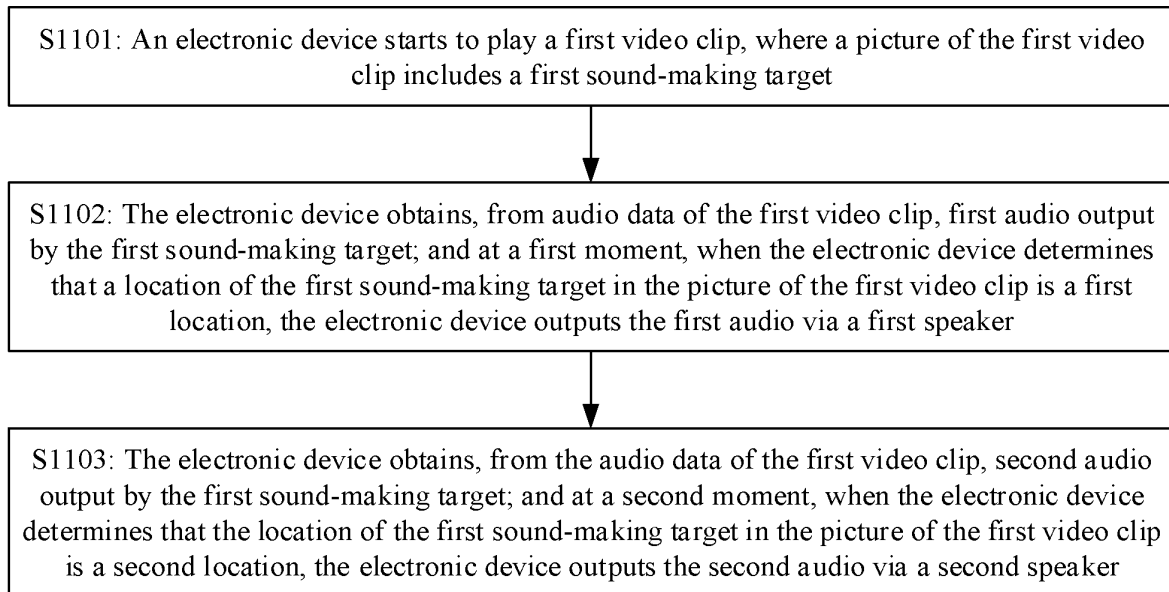 S1101: An electronic device starts to play a first video clip, where a picture of the first video
clip includes a first sound-making target
S1102: The electronic device obtains, from audio data of the first video clip, first audio output
by the first sound-making target; and at a first moment, when the electronic device determines
that a location of the first sound-making target in the picture of the first video clip is a first
location, the electronic device outputs the first audio via a first speaker
S1103: The electronic device obtains, from the audio data of the first video clip, second audio
output by the first sound-making target; and at a second moment, when the electronic device
determines that the location of the first sound-making target in the picture of the first video clip
is a second location, the electronic device outputs the second audio via a second speaker